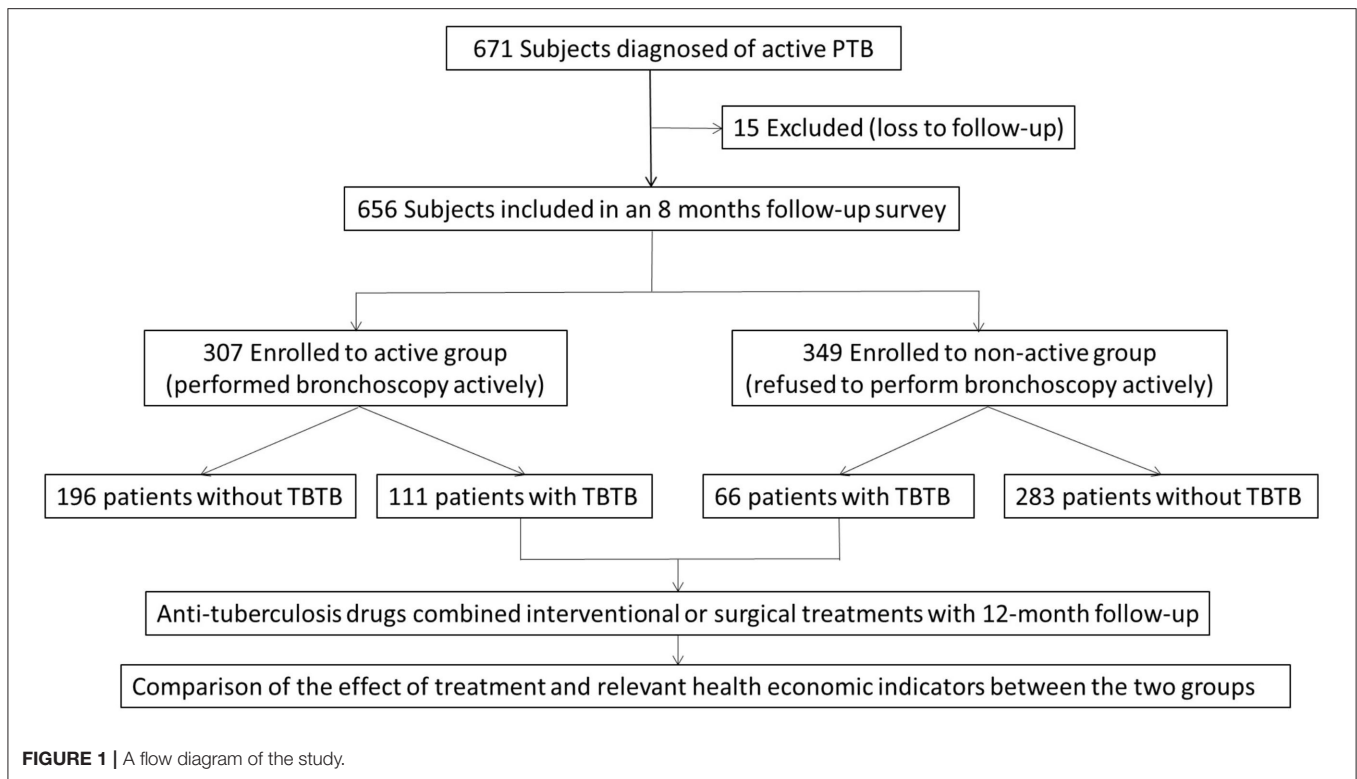 671 Subjects diagnosed of active PTB
15 Excluded (loss to follow-up)
656 Subjects included in an 8 months follow-up survey
307 Enrolled to active group
(performed bronchoscopy actively)
349 Enrolled to non-active group
(refused to perform bronchoscopy actively)
196 patients without TBTB
111 patients with TBTB
66 patients with TBTB
283 patients without TBTB
Anti-tuberculosis drugs combined interventional or surgical treatments with 12-month follow-up
Comparison of the effect of treatment and relevant health economic indicators between the two groups
FIGURE 1 | A flow diagram of the study.